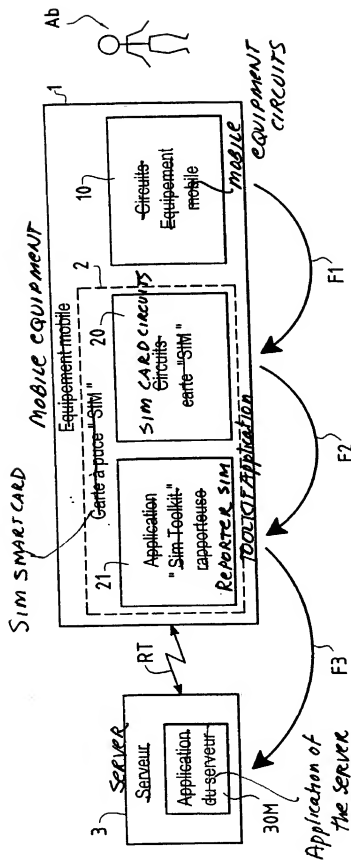 Ab
1
MOBILE EQUIPMENT
Equipement mobile
SIM SMARTCARD
Carte à puce "SIM"
2
10
Circuits
Equipement
mobile
MOBILE
EQUIPMENT
CIRCUITS
20
SIM CARD CIRCUITS
Circuits
carte "SIM"
21
Application
"Sim Toolkit"
rapporteuse
REPORTER SIM
TOOLKIT Application
RT
3
SERVER
Serveur
Application
du serveur
30M
Application of
the server
F1
F2
F3